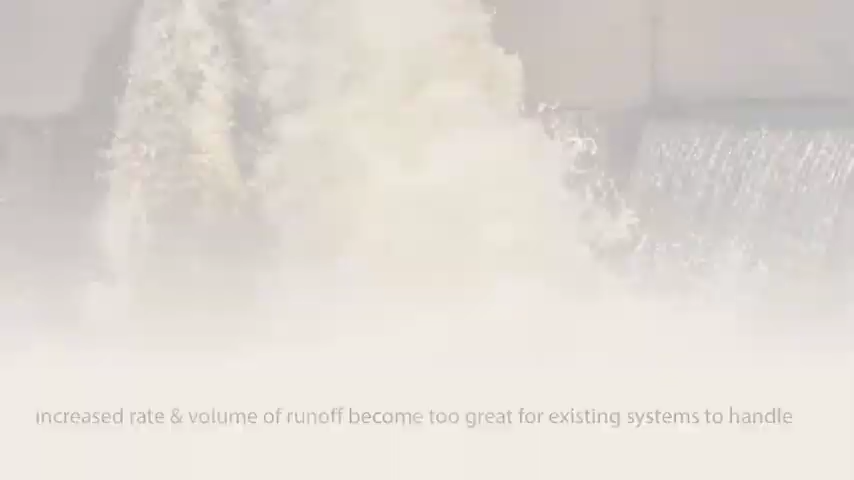 increased rate & volume of runoff become too great for existing systems to handle